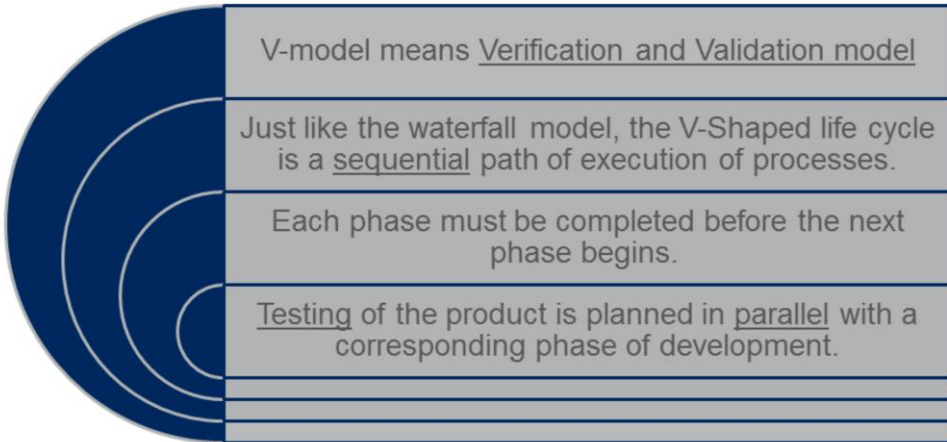 V-model means Verification and Validation model
Just like the waterfall model, the V-Shaped life cycle
is a sequential path of execution of processes.
Each phase must be completed before the next
phase begins.
Testing of the product is planned in parallel with a
corresponding phase of development.